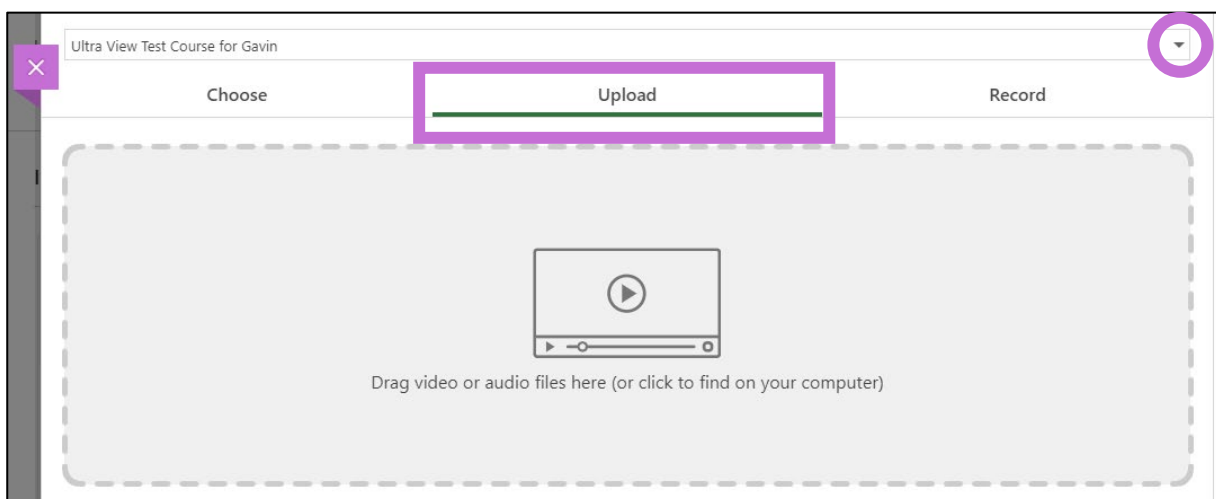 Ultra View Test Course for Gavin
Choose Upload Record
Drag video or audio files here (or click to find on your computer)